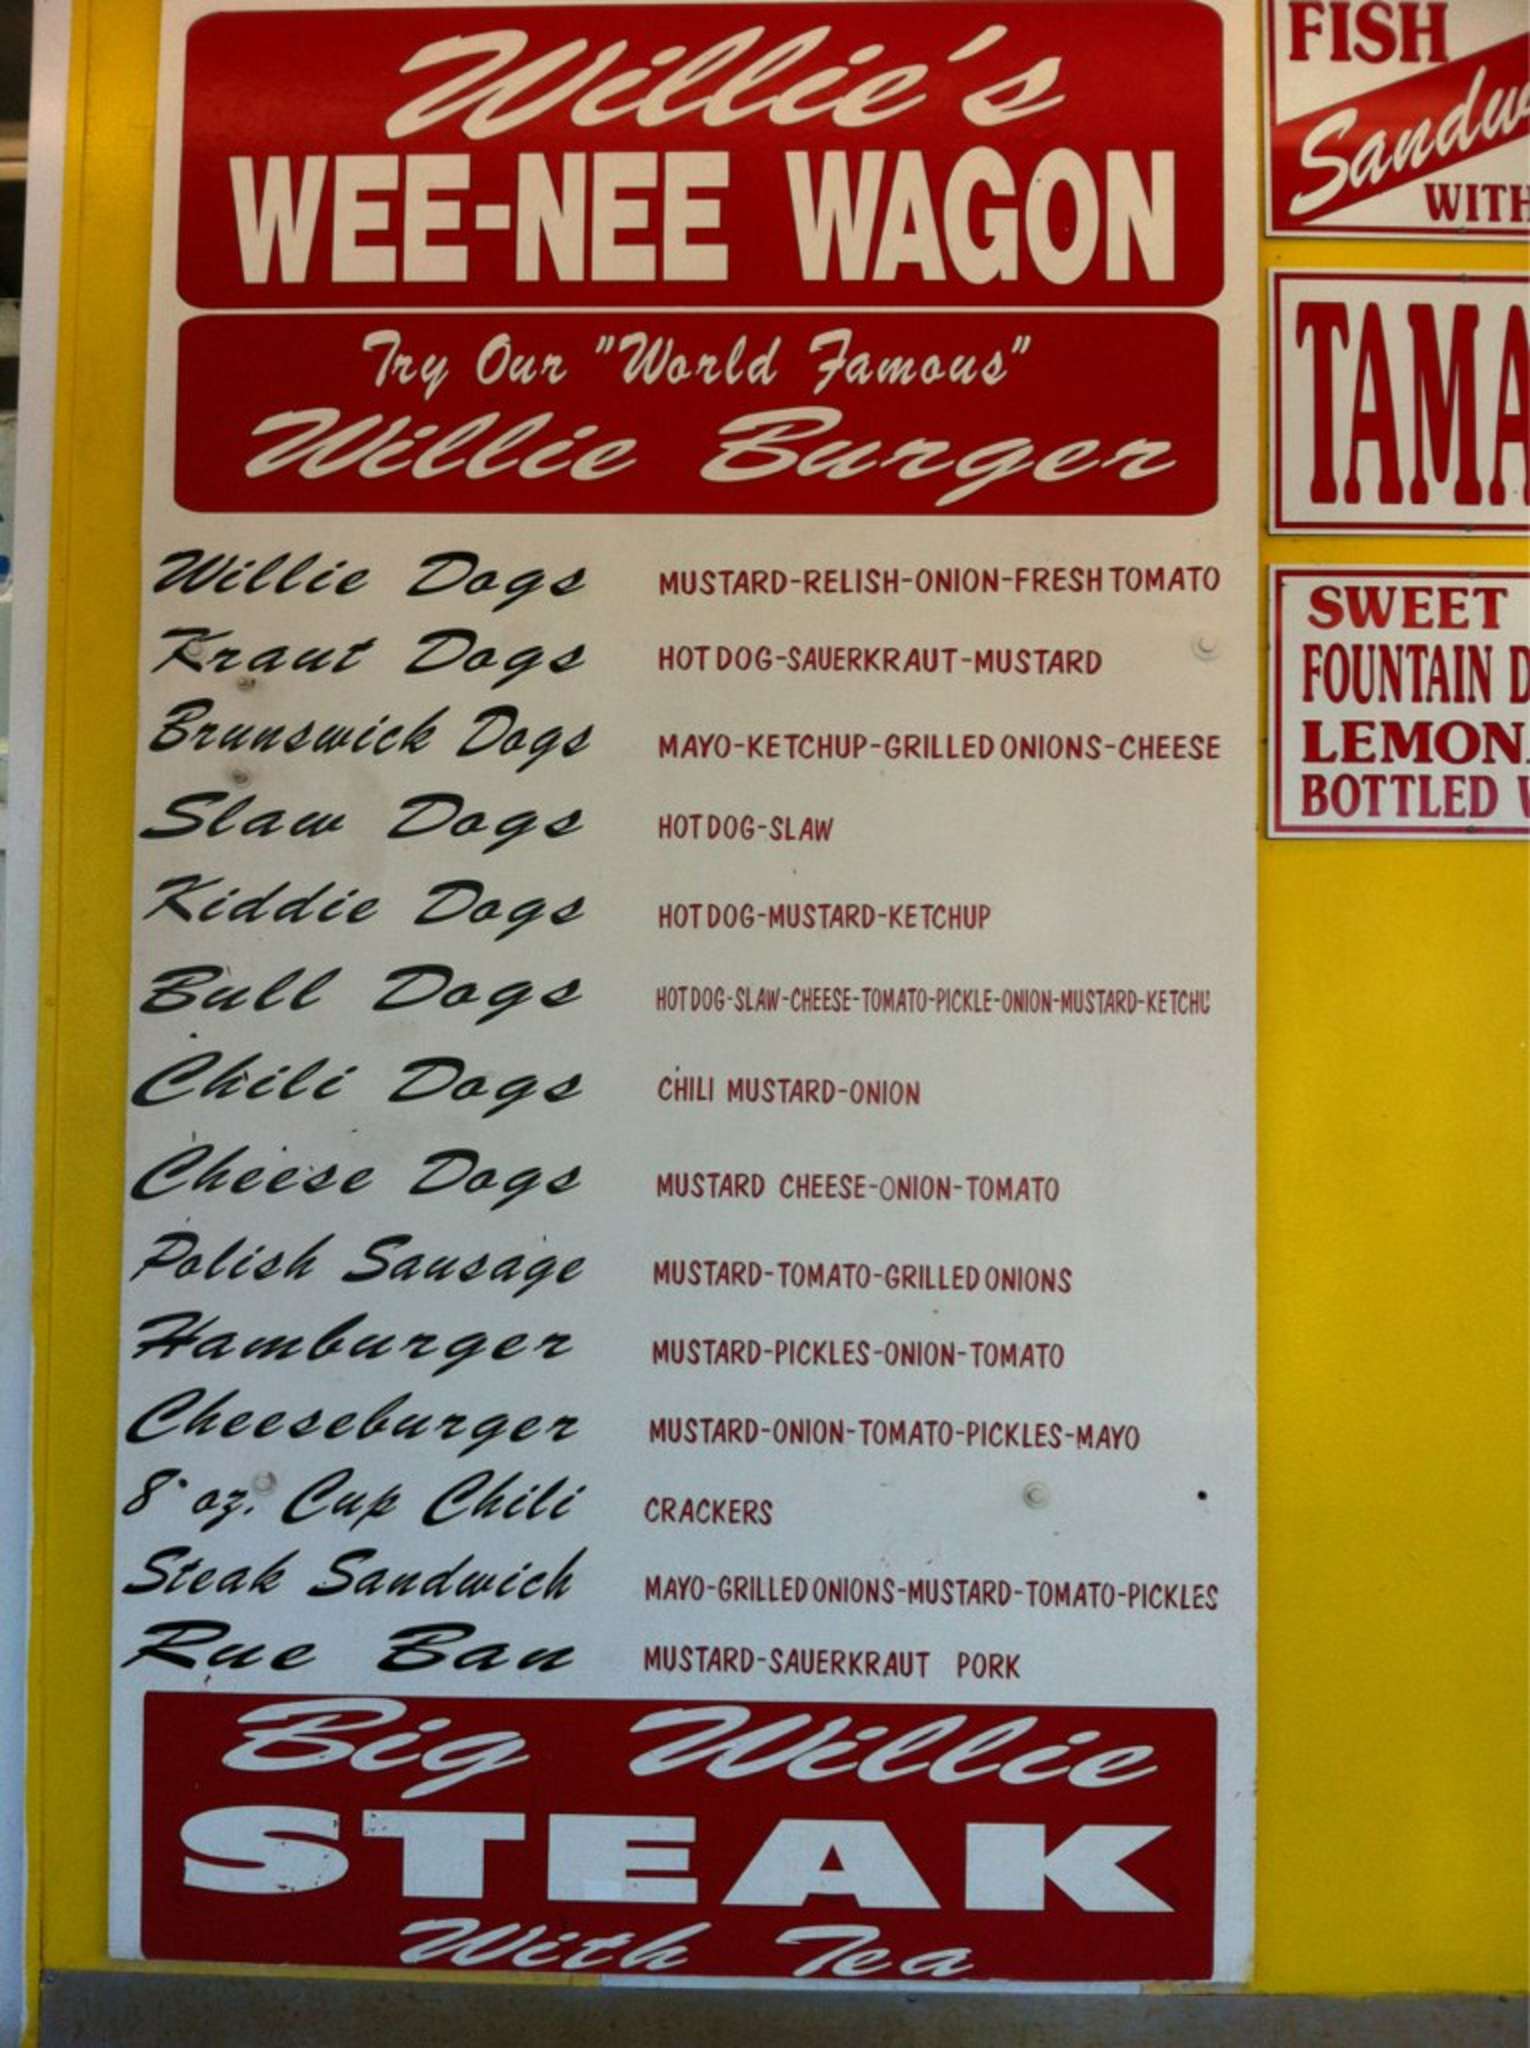 Willie's
WEE-NEE WAGON
Try Our "World Famous"
Willie Burger
Willie Dogs MUSTARD-RELISH-ONION-FRESH TOMATO
Kraut Dogs HOT DOG-SAUERKRAUT-MUSTARD
Brunswick Dogs MAYO-KETCHUP-GRILLED ONIONS-CHEESE
Slaw Dogs HOT DOG-SLAW
Kiddie Dogs HOT DOG-MUSTARD-KETCHUP
Bull Dogs HOT DOG-SLAW-CHEESE-TOMATO-PICKLE-ONION-MUSTARD-KETCHU
Chili Dogs CHILI MUSTARD-ONION
Cheese Dogs MUSTARD CHEESE-ONION-TOMATO
Polish Sausage MUSTARD-TOMATO-GRILLED ONIONS
Hamburger MUSTARD-PICKLES-ONION-TOMATO
Cheeseburger MUSTARD-ONION-TOMATO-PICKLES-MAYO
8 oz. Cup Chili CRACKERS
Steak Sandwich MAYO-GRILLED ONIONS-MUSTARD-TOMATO-PICKLES
Rue Ban MUSTARD-SAUERKRAUT PORK
Big Willie
STEAK
With Tea
FISH
Sandw
WITH
TAMA
SWEET
FOUNTAIN D
LEMON
BOTTLED W